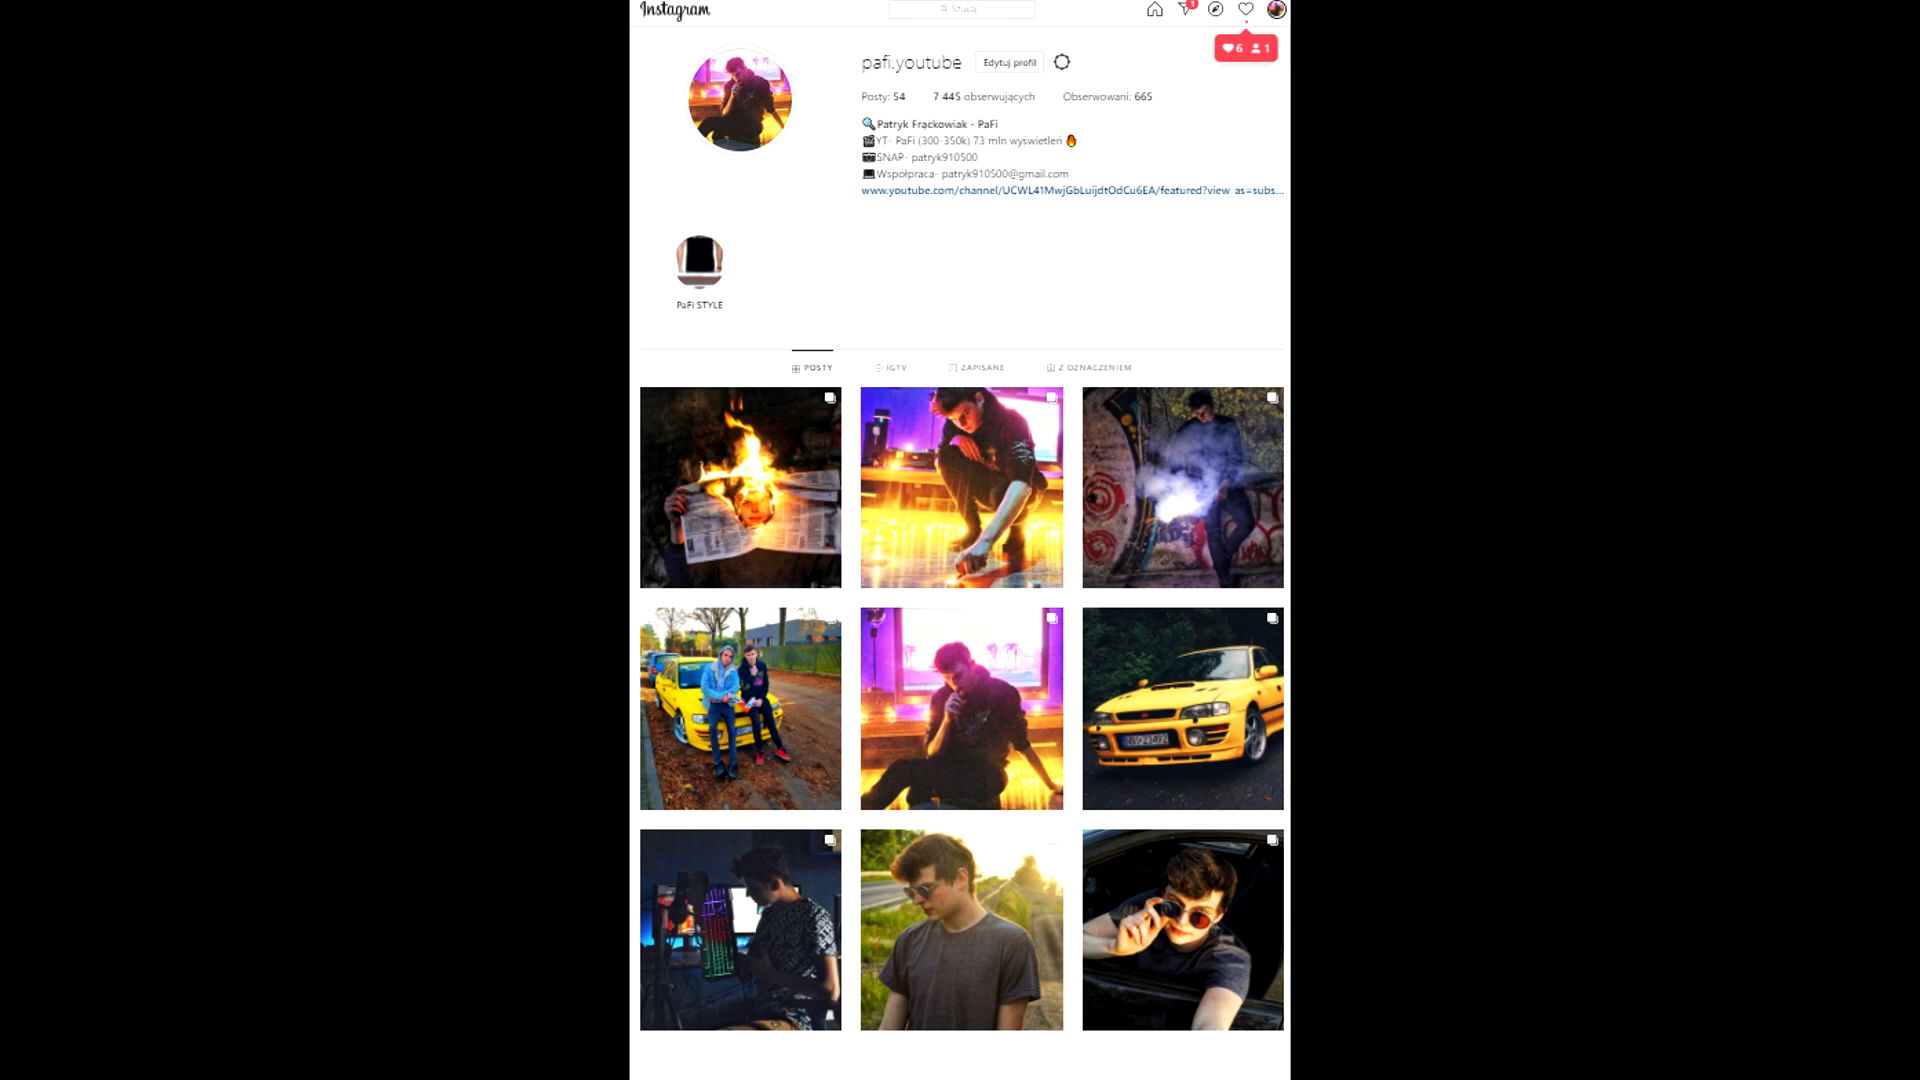 Instagram
Szukaj
1
6 1
pafi.youtube Edytuj profil
Posty: 54 7 445 obserwujących Obserwowani: 665
Patryk Frąckowiak - PaFi
YT- PaFi (300-350k) 73 mln wyświetleń
SNAP- patryk910500
Współpraca- patryk910500@gmail.com
www.youtube.com/channel/UCWL41MwjGbLuijdtOdCu6EA/featured?view_as=subs...
PaFi STYLE
POSTY IGTV ZAPISANE Z OZNACZENIEM